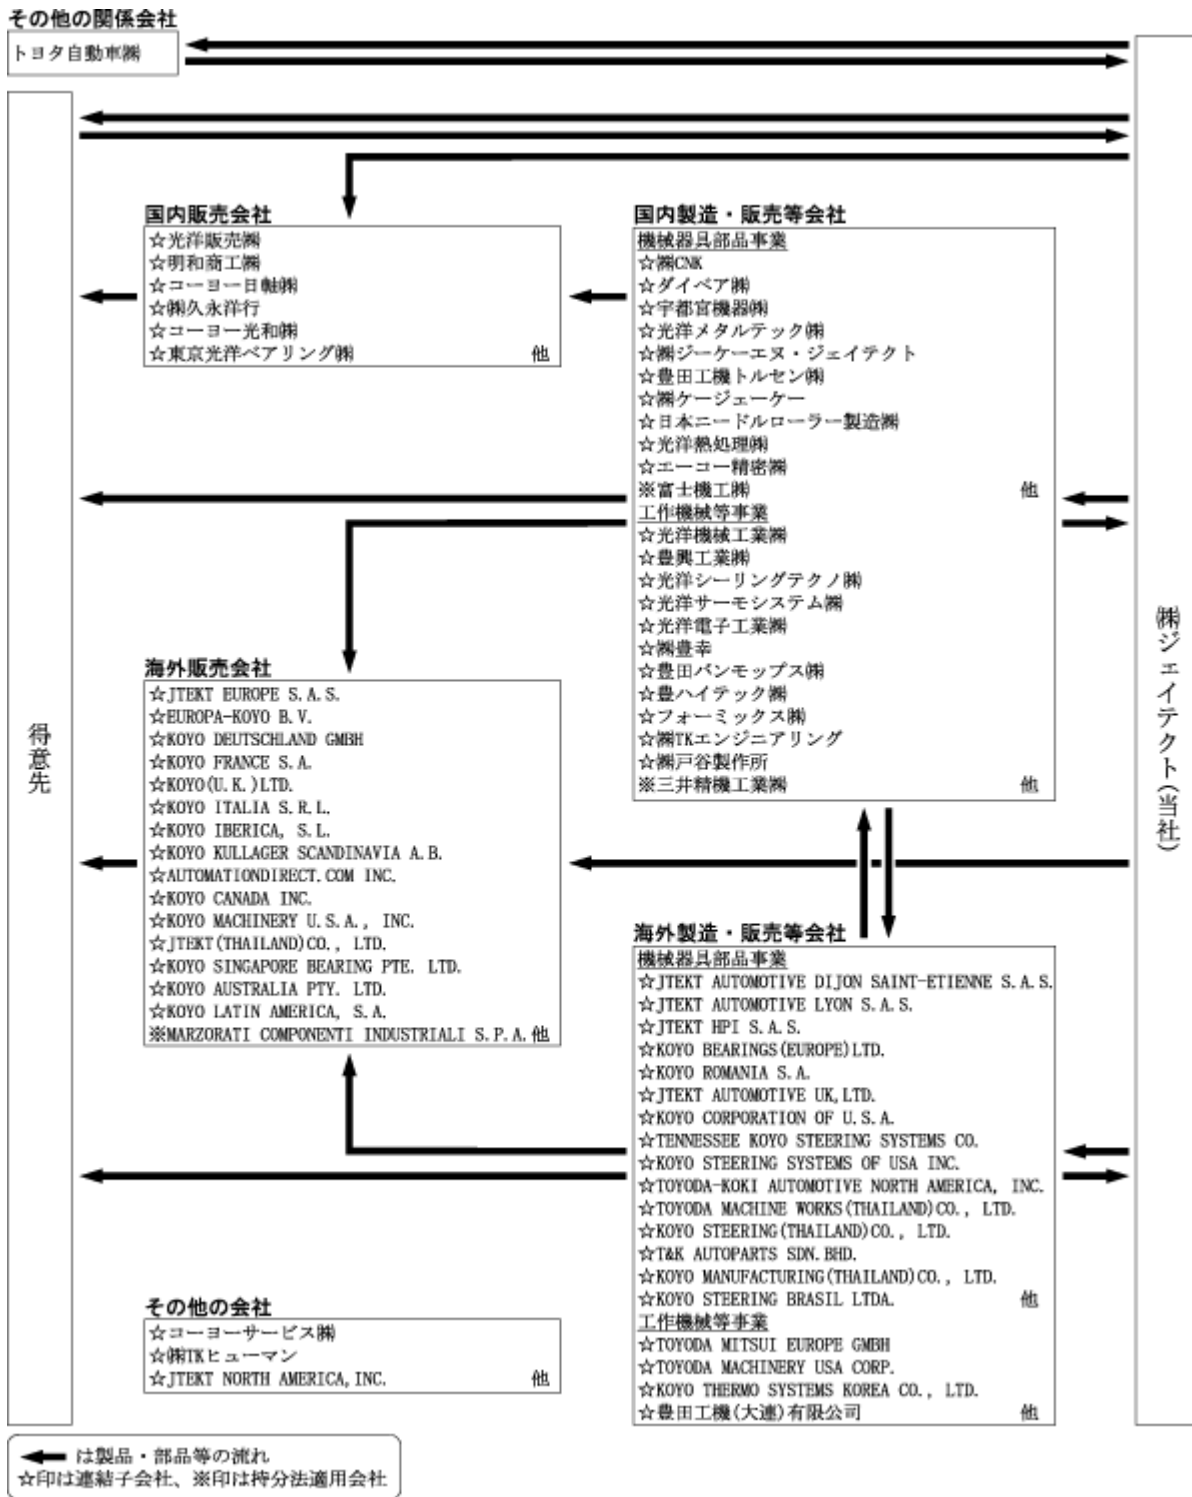 その他の関係会社
トヨタ自動車㈱
国内販売会社
☆光洋販売㈱
☆明和商工㈱
☆コーヨー日軸㈱
☆㈱久永洋行
☆コーヨー光和㈱
☆東京光洋ベアリング㈱ 他
国内製造・販売等会社
機械器具部品事業
☆㈱CNK
☆ダイベア㈱
☆宇都宮機器㈱
☆光洋メタルテック㈱
☆㈱ジーケーエヌ・ジェイテクト
☆豊田工機トルセン㈱
☆㈱ケージェーケー
☆日本ニードルローラー製造㈱
☆光洋熱処理㈱
☆エーコー精密㈱
※富士機工㈱ 他
工作機械等事業
☆光洋機械工業㈱
☆豊興工業㈱
☆光洋シーリングテクノ㈱
☆光洋サーモシステム㈱
☆光洋電子工業㈱
☆㈱豊幸
☆豊田バンモップス㈱
☆豊ハイテック㈱
☆フォーミックス㈱
☆㈱TKエンジニアリング
☆㈱戸谷製作所
※三井精機工業㈱ 他
海外販売会社
☆JTEKT EUROPE S.A.S.
☆EUROPA-KOYO B.V.
☆KOYO DEUTSCHLAND GMBH
☆KOYO FRANCE S.A.
☆KOYO(U.K.)LTD.
☆KOYO ITALIA S.R.L.
☆KOYO IBERICA, S.L.
☆KOYO KULLAGER SCANDINAVIA A.B.
☆AUTOMATIONDIRECT.COM INC.
☆KOYO CANADA INC.
☆KOYO MACHINERY U.S.A., INC.
☆JTEKT(THAILAND)CO., LTD.
☆KOYO SINGAPORE BEARING PTE. LTD.
☆KOYO AUSTRALIA PTY. LTD.
☆KOYO LATIN AMERICA, S.A.
※MARZORATI COMPONENTI INDUSTRIALI S.P.A.他
海外製造・販売等会社
機械器具部品事業
☆JTEKT AUTOMOTIVE DIJON SAINT-ETIENNE S.A.S.
☆JTEKT AUTOMOTIVE LYON S.A.S.
☆JTEKT HPI S.A.S.
☆KOYO BEARINGS(EUROPE)LTD.
☆KOYO ROMANIA S.A.
☆JTEKT AUTOMOTIVE UK,LTD.
☆KOYO CORPORATION OF U.S.A.
☆TENNESSEE KOYO STEERING SYSTEMS CO.
☆KOYO STEERING SYSTEMS OF USA INC.
☆TOYODA-KOKI AUTOMOTIVE NORTH AMERICA, INC.
☆TOYODA MACHINE WORKS(THAILAND)CO., LTD.
☆KOYO STEERING(THAILAND)CO., LTD.
☆T&K AUTOPARTS SDN.BHD.
☆KOYO MANUFACTURING(THAILAND)CO., LTD.
☆KOYO STEERING BRASIL LTDA. 他
工作機械等事業
☆TOYODA MITSUI EUROPE GMBH
☆TOYODA MACHINERY USA CORP.
☆KOYO THERMO SYSTEMS KOREA CO., LTD.
☆豊田工機(大連)有限公司 他
その他の会社
☆コーヨーサービス㈱
☆㈱TKヒューマン
☆JTEKT NORTH AMERICA,INC. 他
得意先
㈱ジェイテクト(当社)
は製品・部品等の流れ
☆印は連結子会社、※印は持分法適用会社